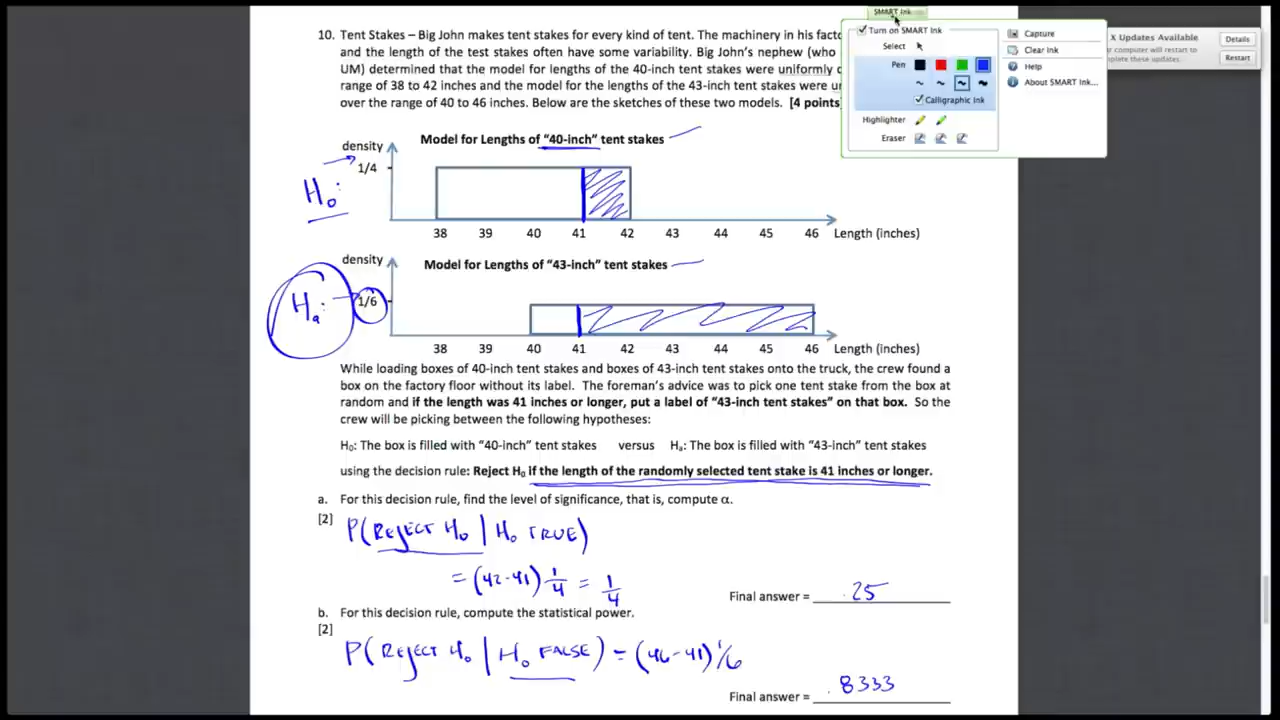 SMART Ink
Turn on SMART Ink
Select
Pen
Calligraphic Ink
Highlighter
Eraser
Capture
Clear Ink
Help
About SMART Ink...
X Updates Available
computer will restart to
plete these updates.
Details
Restart
10. Tent Stakes – Big John makes tent stakes for every kind of tent. The machinery in his facto
and the length of the test stakes often have some variability. Big John's nephew (who
UM) determined that the model for lengths of the 40-inch tent stakes were uniformly d
range of 38 to 42 inches and the model for the lengths of the 43-inch tent stakes were u
over the range of 40 to 46 inches. Below are the sketches of these two models. [4 points]
density
Model for Lengths of "40-inch" tent stakes
1/4
H₀:
38 39 40 41 42 43 44 45 46 Length (inches)
density
Model for Lengths of "43-inch" tent stakes
Hₐ:
1/6
38 39 40 41 42 43 44 45 46 Length (inches)
While loading boxes of 40-inch tent stakes and boxes of 43-inch tent stakes onto the truck, the crew found a
box on the factory floor without its label. The foreman's advice was to pick one tent stake from the box at
random and if the length was 41 inches or longer, put a label of "43-inch tent stakes" on that box. So the
crew will be picking between the following hypotheses:
H₀: The box is filled with "40-inch" tent stakes versus Hₐ: The box is filled with "43-inch" tent stakes
using the decision rule: Reject H₀ if the length of the randomly selected tent stake is 41 inches or longer.
a. For this decision rule, find the level of significance, that is, compute α.
[2]
P(REJECT H₀ | H₀ TRUE)
= (42-41) 1/4 = 1/4
Final answer = .25
b. For this decision rule, compute the statistical power.
[2]
P(REJECT H₀ | H₀ FALSE) = (46-41) 1/6
Final answer = .8333